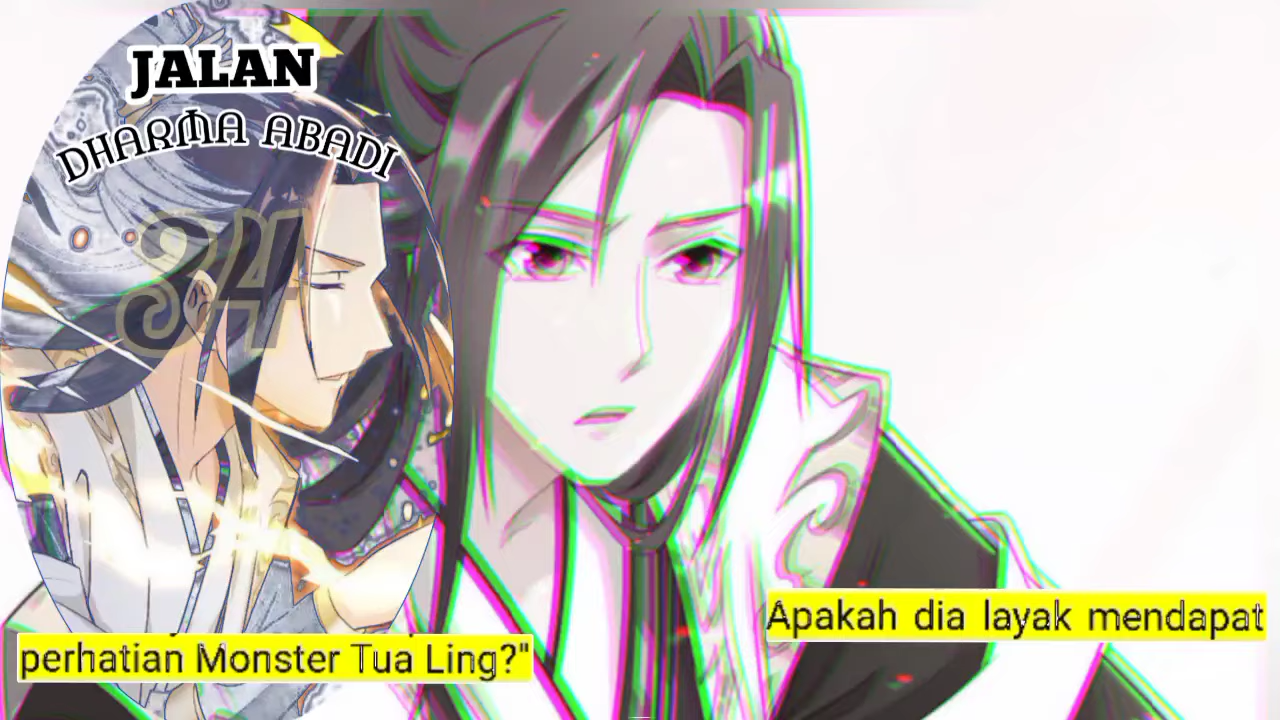 JALAN
DHARMA ABADI
34
Apakah dia layak mendapat
perhatian Monster Tua Ling?"